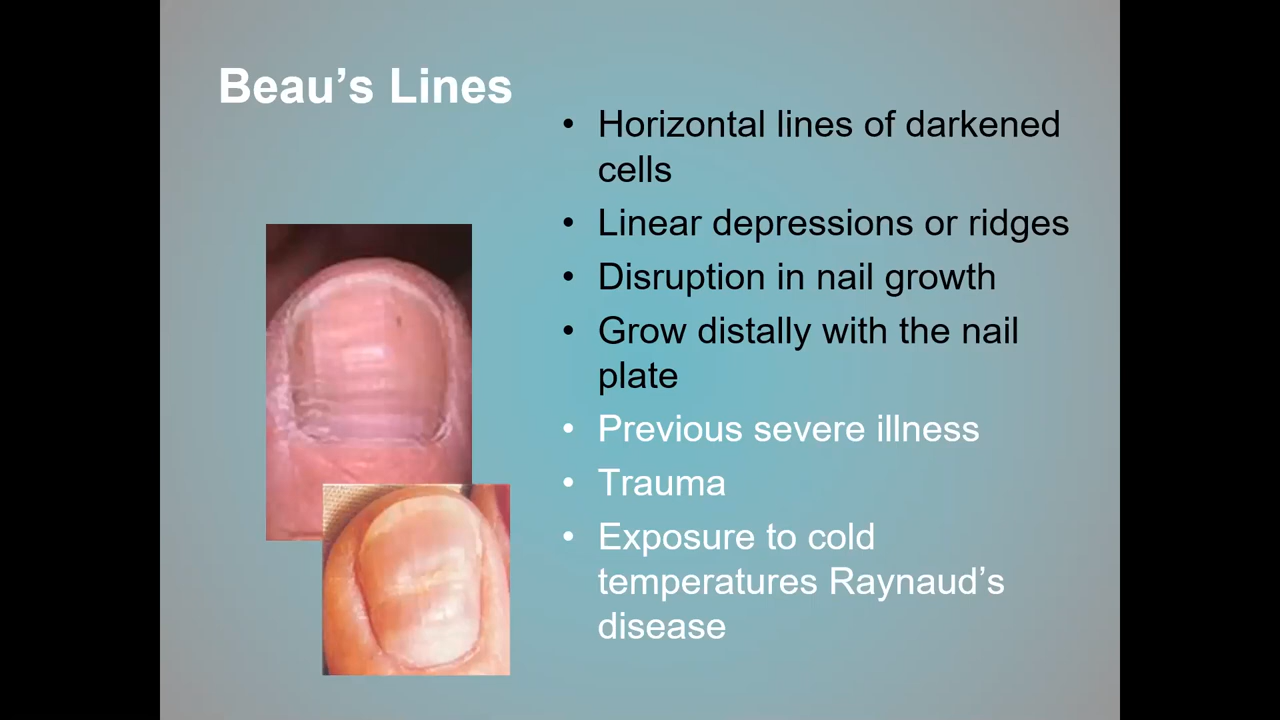 Beau’s Lines
• Horizontal lines of darkened
cells
• Linear depressions or ridges
• Disruption in nail growth
• Grow distally with the nail
plate
• Previous severe illness
• Trauma
• Exposure to cold
temperatures Raynaud’s
disease